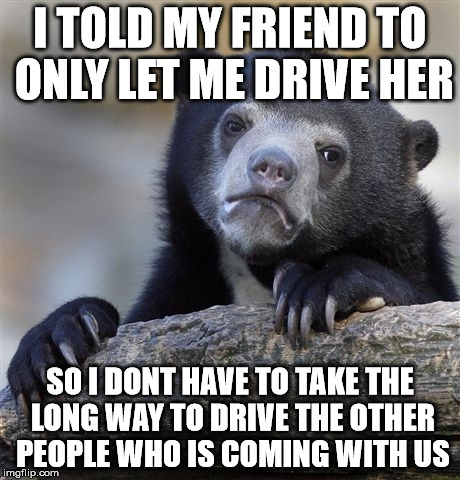 I TOLD MY FRIEND TO
ONLY LET ME DRIVE HER
SO I DONT HAVE TO TAKE THE
LONG WAY TO DRIVE THE OTHER
PEOPLE WHO IS COMING WITH US
imgflip.com